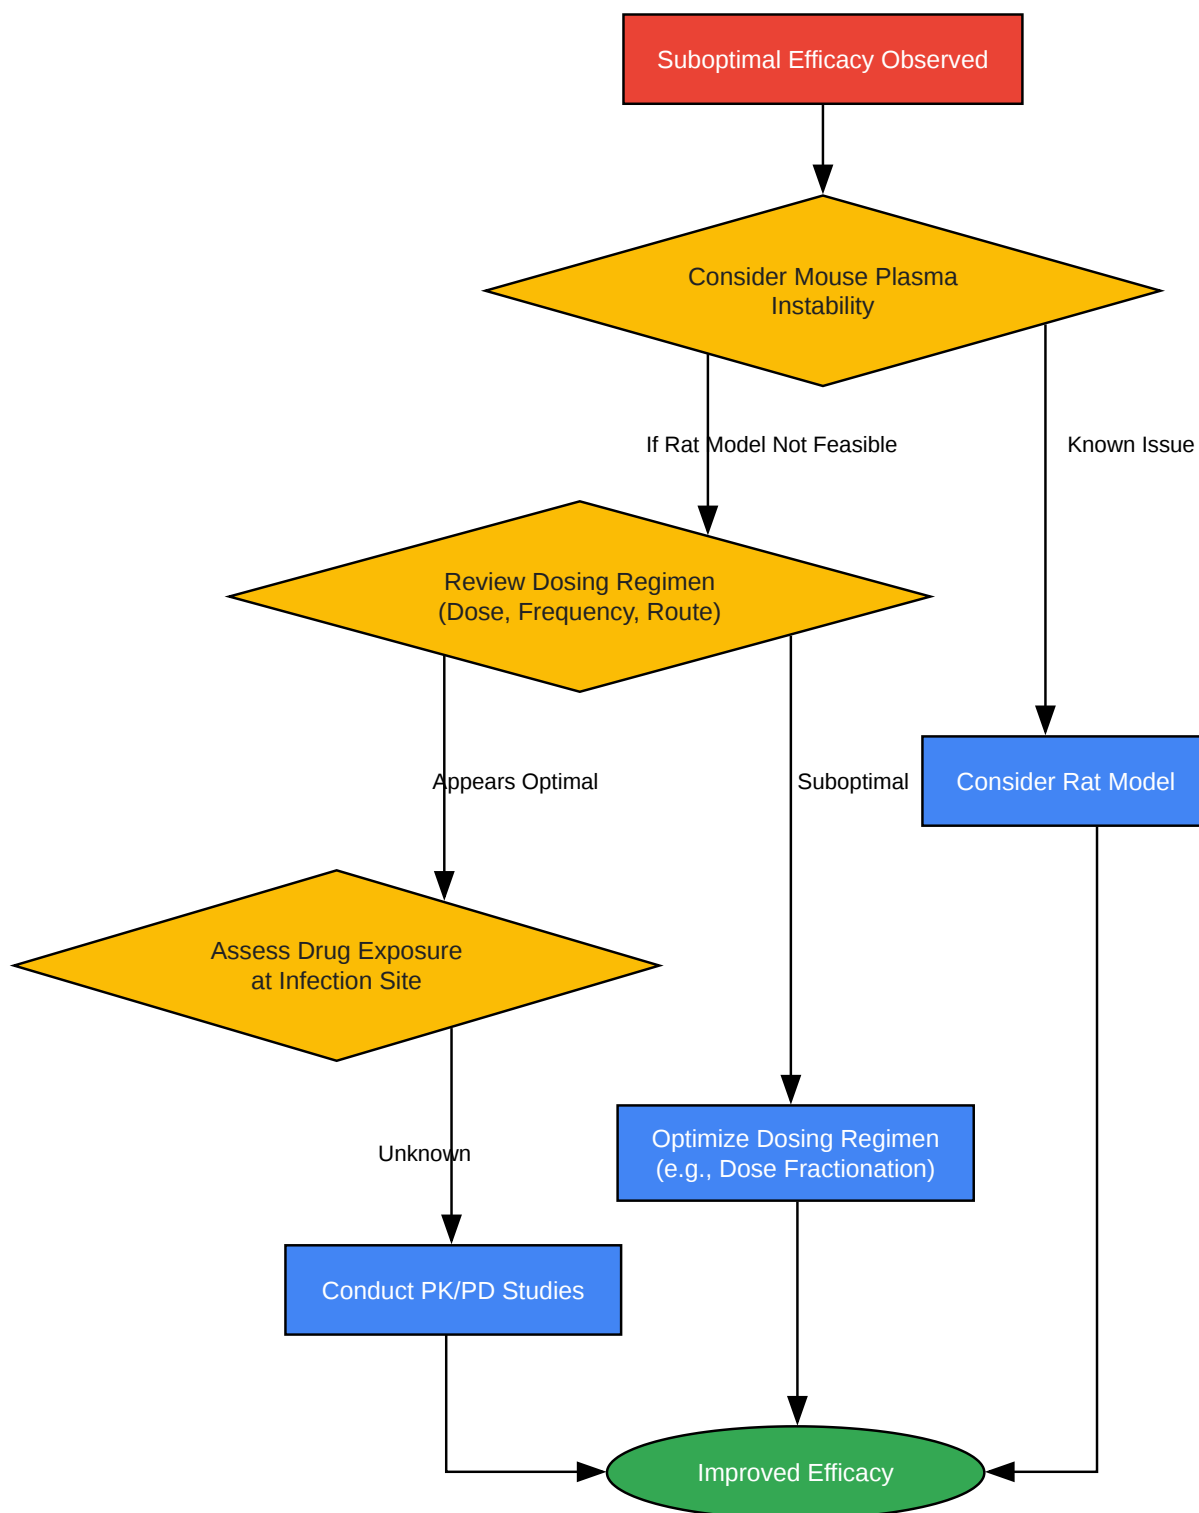 Suboptimal Efficacy Observed
Consider Mouse Plasma
Instability
If Rat Model Not Feasible
Known Issue
Review Dosing Regimen
(Dose, Frequency, Route)
Appears Optimal
Suboptimal
Consider Rat Model
Assess Drug Exposure
at Infection Site
Unknown
Optimize Dosing Regimen
(e.g., Dose Fractionation)
Conduct PK/PD Studies
Improved Efficacy